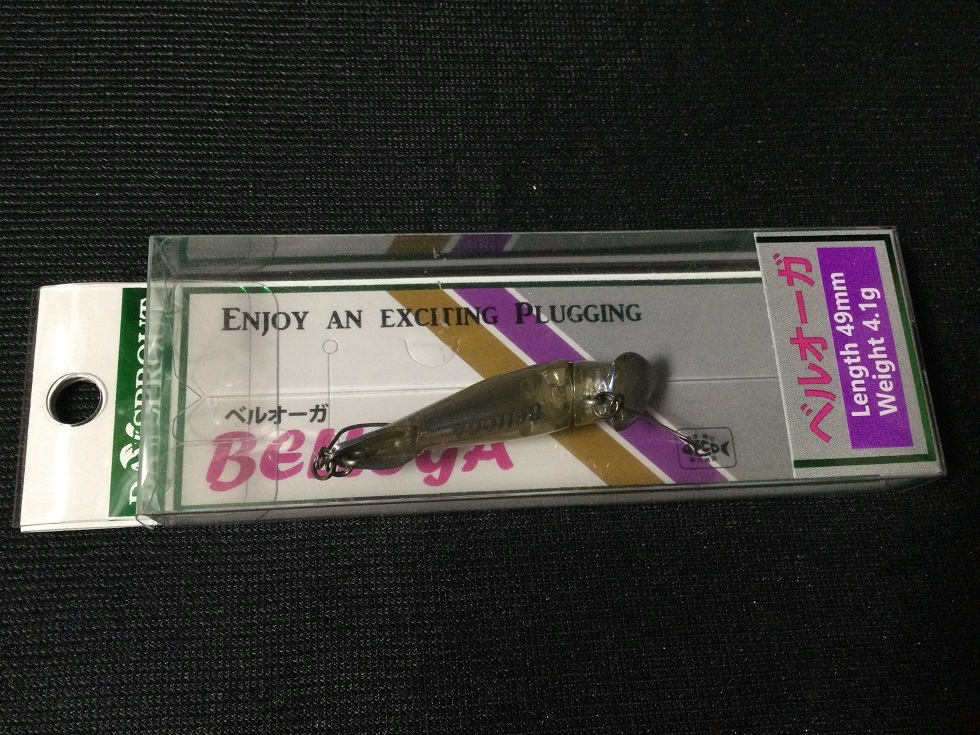 ENJOY AN EXCITING PLUGGING
ベルオーガ
BeLLOgA
ベルオーガ
Length 49mm
Weight 4.1g